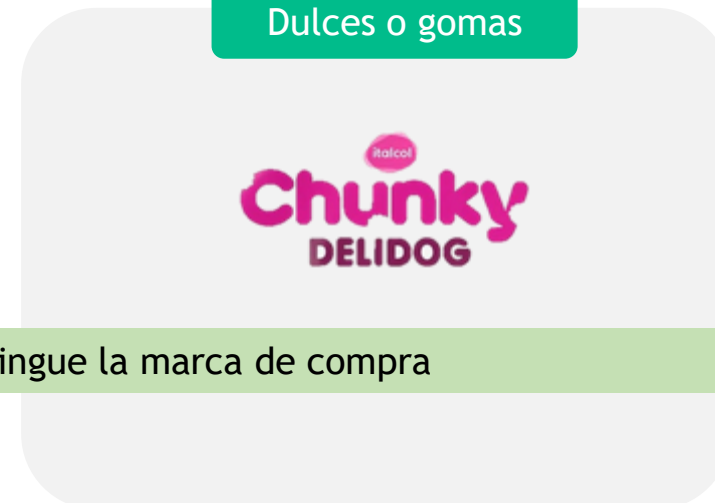 Dulces o gomas
italcol
Chunky
DELIDOG
ingue la marca de compra